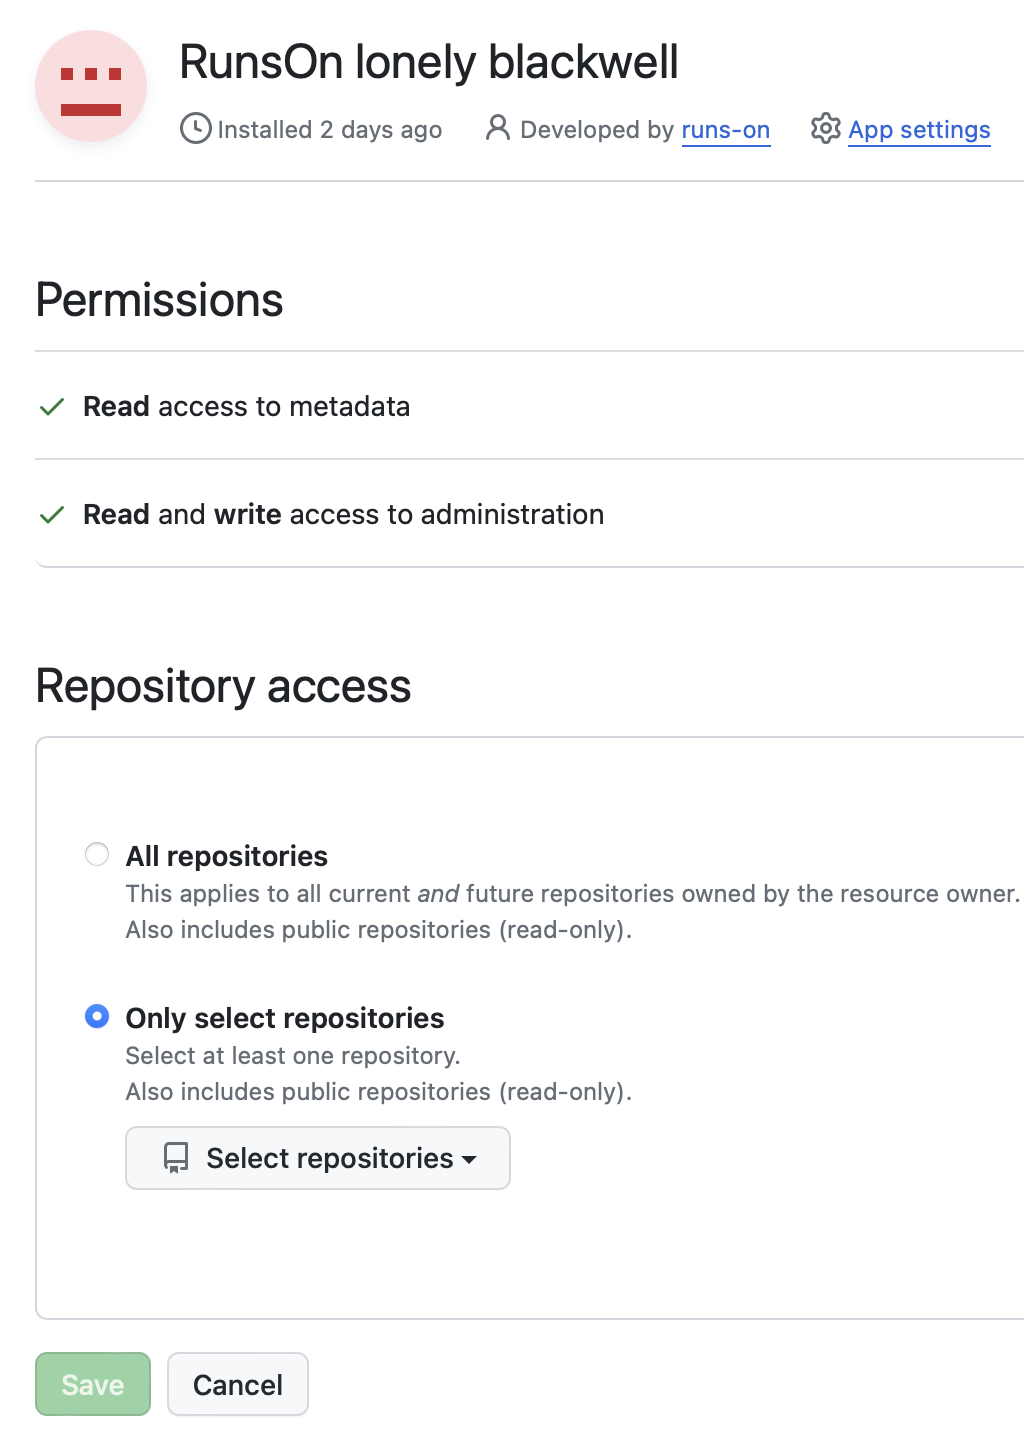 RunsOn lonely blackwell
Installed 2 days ago Developed by runs-on App settings
Permissions
Read access to metadata
Read and write access to administration
Repository access
All repositories
This applies to all current and future repositories owned by the resource owner.
Also includes public repositories (read-only).
Only select repositories
Select at least one repository.
Also includes public repositories (read-only).
Select repositories
Save Cancel